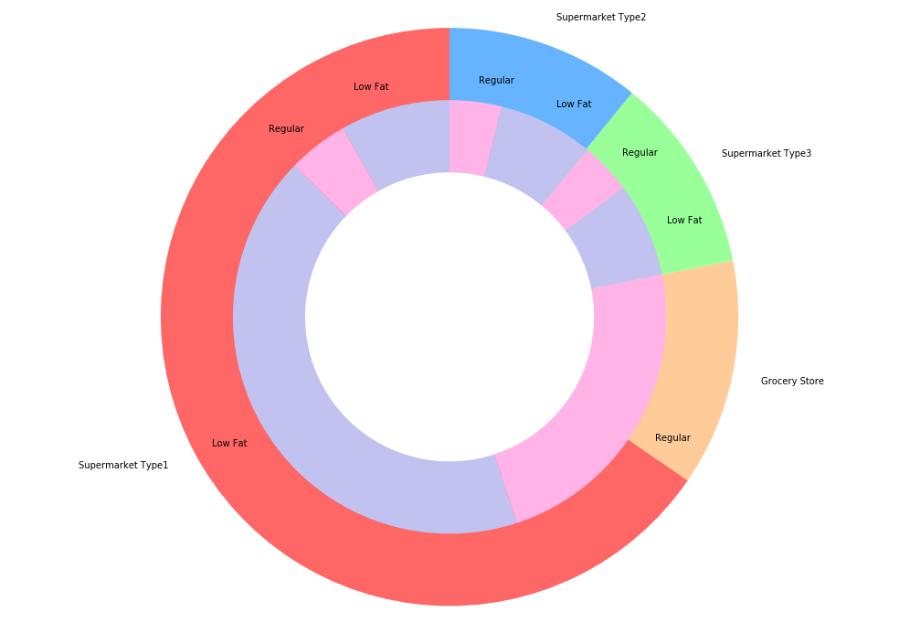 Supermarket Type2
Regular
Low Fat
Low Fat
Regular
Regular
Supermarket Type3
Low Fat
Grocery Store
Regular
Low Fat
Supermarket Type1